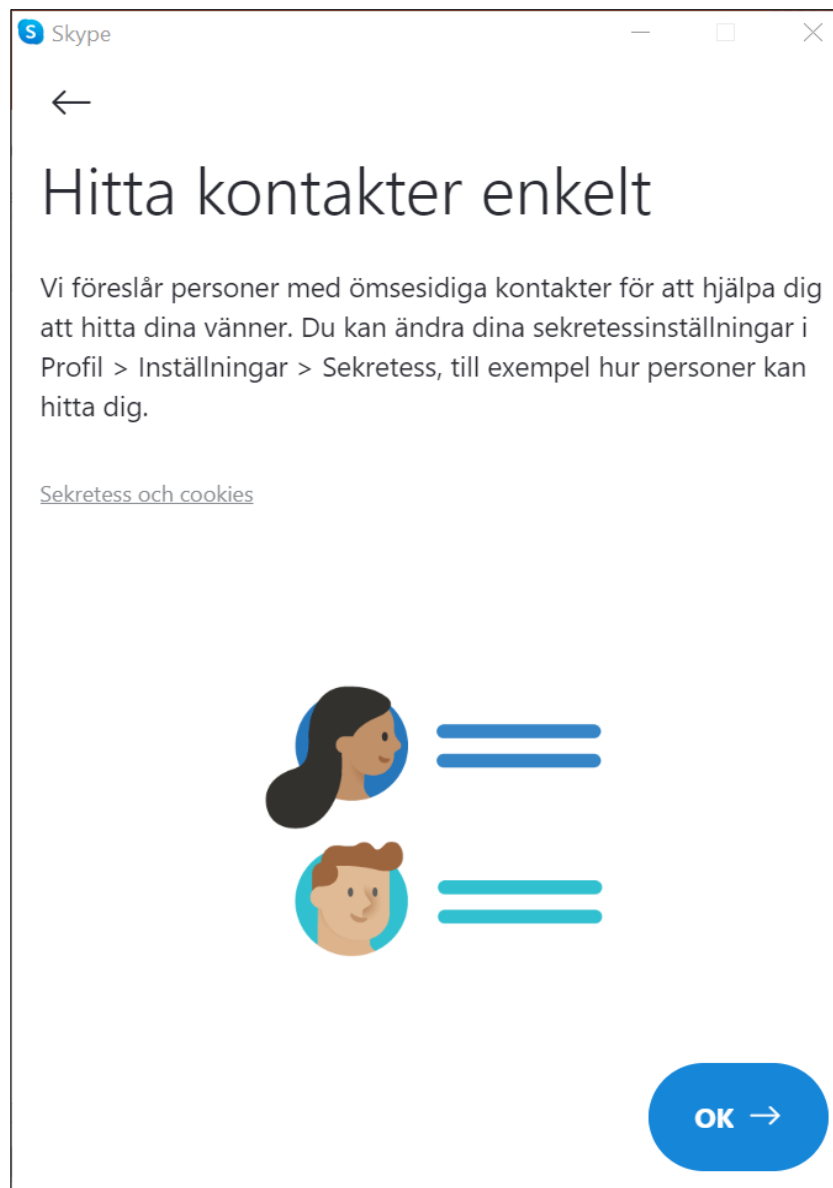 Skype
Hitta kontakter enkelt
Vi föreslår personer med ömsesidiga kontakter för att hjälpa dig
att hitta dina vänner. Du kan ändra dina sekretessinställningar i
Profil > Inställningar > Sekretess, till exempel hur personer kan
hitta dig.
Sekretess och cookies
OK